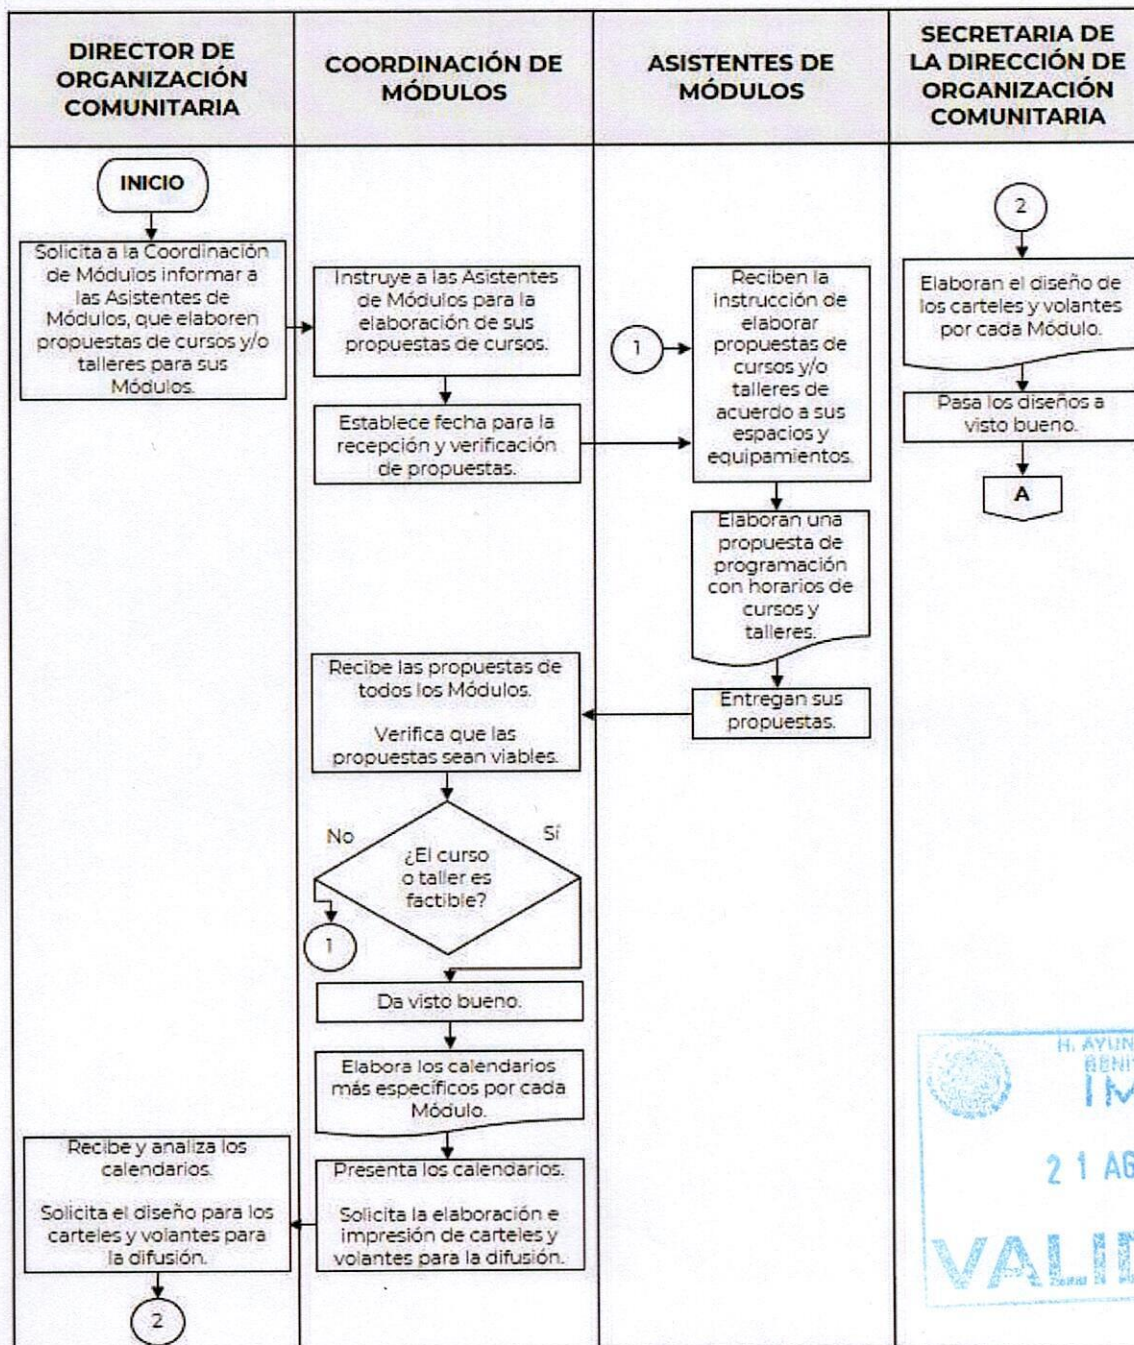 DIRECTOR DE
ORGANIZACIÓN
COMUNITARIA
COORDINACIÓN DE
MÓDULOS
ASISTENTES DE
MÓDULOS
SECRETARIA DE
LA DIRECCIÓN DE
ORGANIZACIÓN
COMUNITARIA
INICIO
Solicita a la Coordinación
de Módulos informar a
las Asistentes de
Módulos, que elaboren
propuestas de cursos y/o
talleres para sus
Módulos.
Instruye a las Asistentes
de Módulos para la
elaboración de sus
propuestas de cursos.
Establece fecha para la
recepción y verificación
de propuestas.
1
Reciben la
instrucción de
elaborar
propuestas de
cursos y/o
talleres de
acuerdo a sus
espacios y
equipamientos.
Elaboran una
propuesta de
programación
con horarios de
cursos y
talleres.
Entregan sus
propuestas.
2
Elaboran el diseño de
los carteles y volantes
por cada Módulo.
Pasa los diseños a
visto bueno.
A
Recibe las propuestas de
todos los Módulos.
Verifica que las
propuestas sean viables.
No
Sí
¿El curso
o taller es
factible?
1
Da visto bueno.
Elabora los calendarios
más específicos por cada
Módulo.
Presenta los calendarios.
Solicita la elaboración e
impresión de carteles y
volantes para la difusión.
Recibe y analiza los
calendarios.
Solicita el diseño para los
carteles y volantes para
la difusión.
2
H. AYUN
BENI
IM
21 AG
VALI